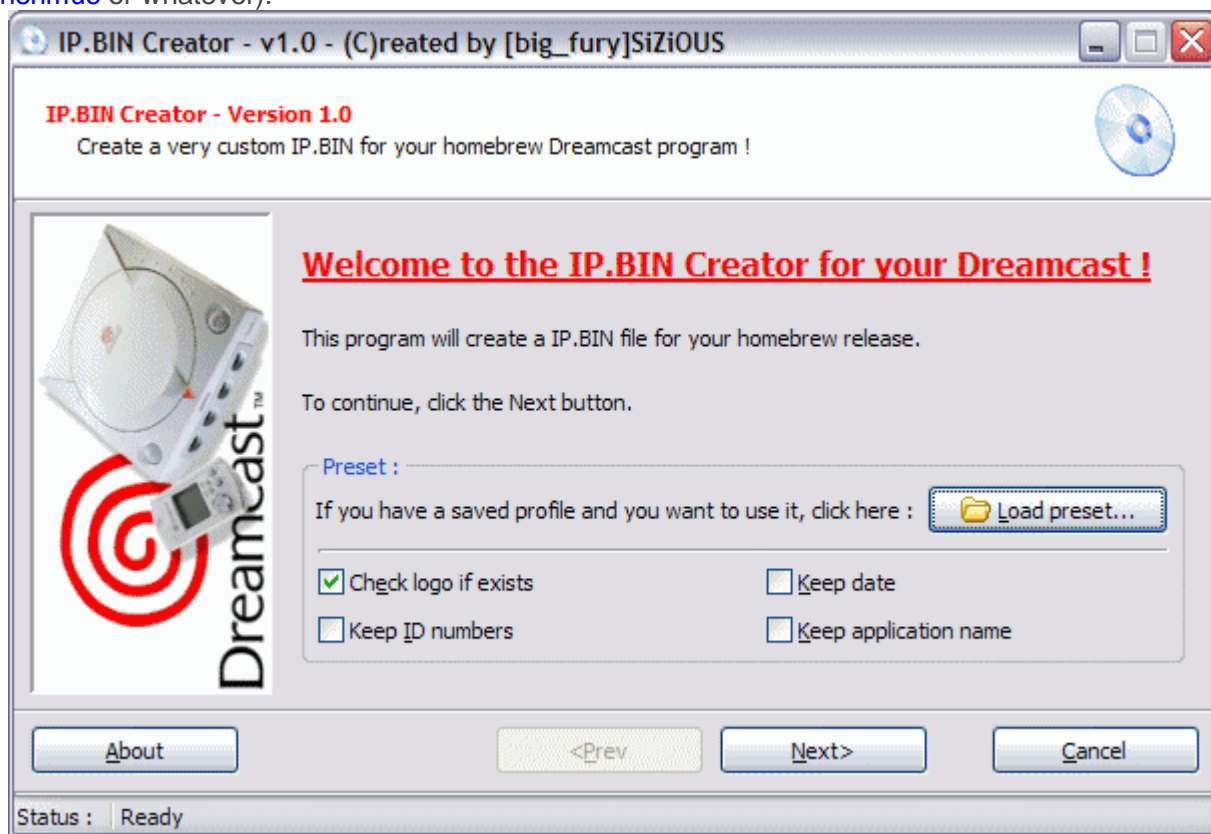 or whatever).
IP.BIN Creator - v1.0 - (C)reated by [big_fury]SiZiOUS
IP.BIN Creator - Version 1.0
Create a very custom IP.BIN for your homebrew Dreamcast program !
Welcome to the IP.BIN Creator for your Dreamcast !
This program will create a IP.BIN file for your homebrew release.
To continue, click the Next button.
Dreamcast™
Preset :
If you have a saved profile and you want to use it, click here : Load preset...
Check logo if exists Keep date
Keep ID numbers Keep application name
About <Prev Next> Cancel
Status : Ready